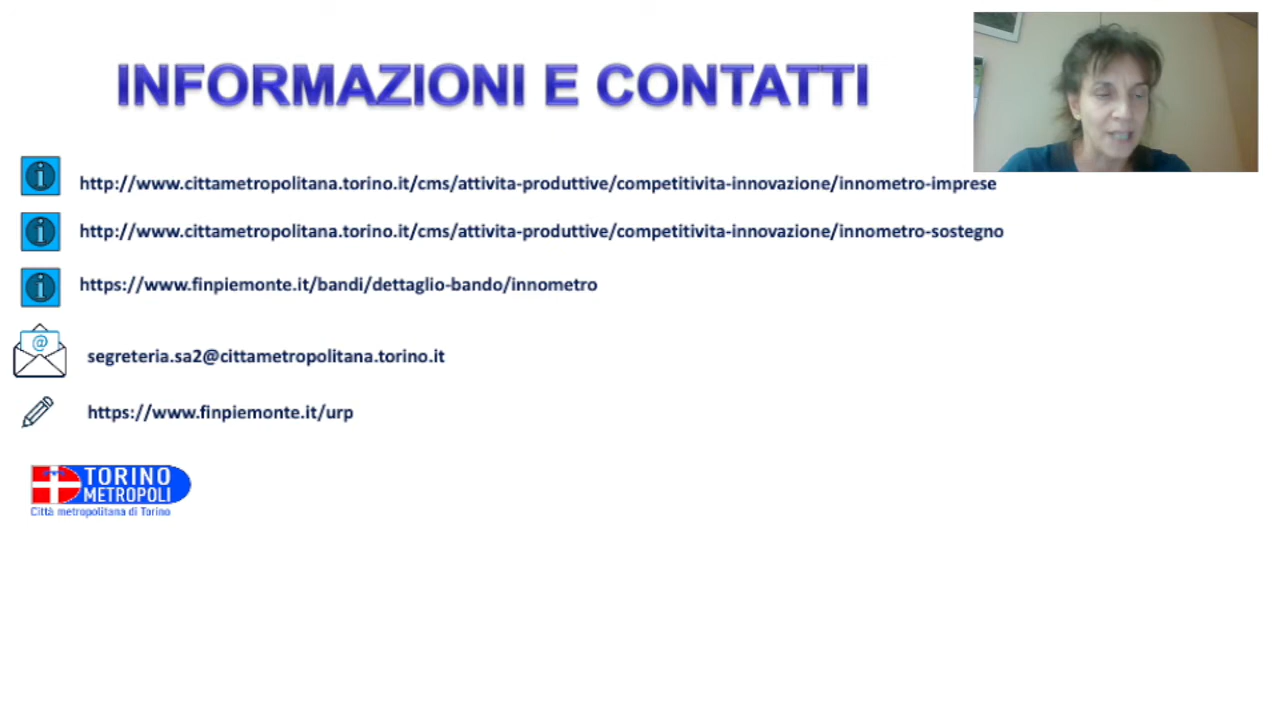 INFORMAZIONI E CONTATTI
http://www.cittametropolitana.torino.it/cms/attivita-produttive/competitivita-innovazione/innometro-imprese
http://www.cittametropolitana.torino.it/cms/attivita-produttive/competitivita-innovazione/innometro-sostegno
https://www.finpiemonte.it/bandi/dettaglio-bando/innometro
segreteria.sa2@cittametropolitana.torino.it
https://www.finpiemonte.it/urp
TORINO
METROPOLI
Città metropolitana di Torino